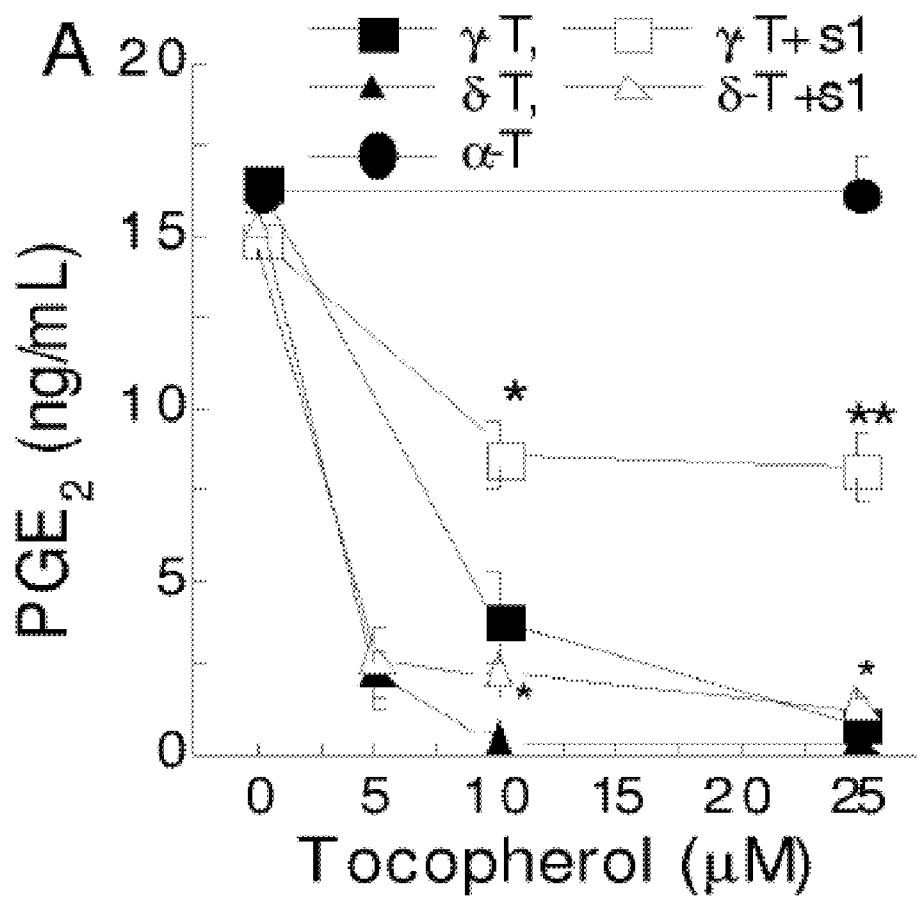 A
γ-T, γ-T+s1
δ-T, δ-T+s1
α-T
20
15
10
5
0
PGE₂ (ng/mL)
*
**
*
*
0 5 10 15 20 25
Tocopherol (μM)